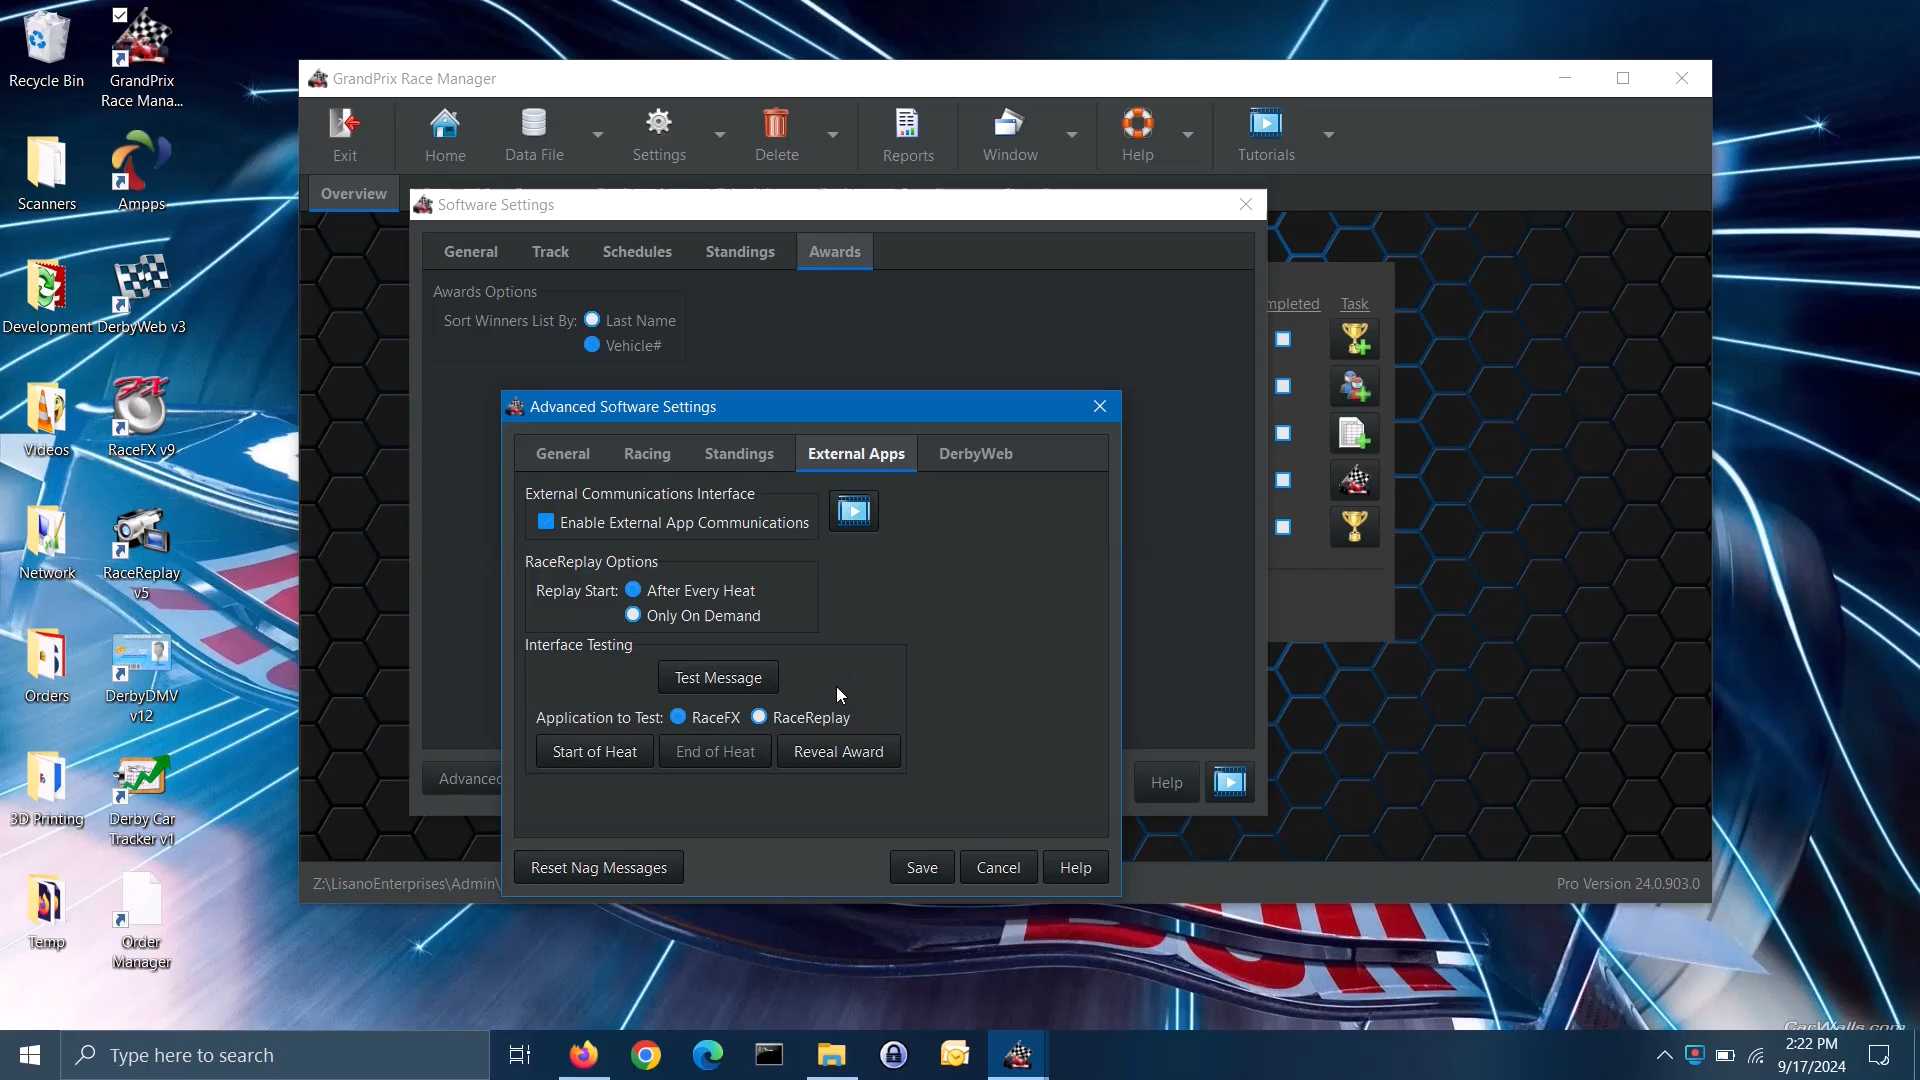 Recycle Bin
GrandPrix
Race Mana...
Scanners
Ampps
Development
DerbyWeb v3
Videos
RaceFX v9
Network
RaceReplay
v5
Orders
DerbyDMV
v12
3D Printing
Derby Car
Tracker v1
Temp
Order
Manager
GrandPrix Race Manager
Exit
Home
Data File
Settings
Delete
Reports
Window
Help
Tutorials
Overview
Software Settings
General
Track
Schedules
Standings
Awards
Awards Options
Sort Winners List By:
Last Name
Vehicle#
mpleted
Task
Advanced
Help
Advanced Software Settings
General
Racing
Standings
External Apps
DerbyWeb
External Communications Interface
Enable External App Communications
RaceReplay Options
Replay Start:
After Every Heat
Only On Demand
Interface Testing
Test Message
Application to Test:
RaceFX
RaceReplay
Start of Heat
End of Heat
Reveal Award
Reset Nag Messages
Save
Cancel
Help
Z:\LisanoEnterprises\Admin\
Pro Version 24.0.903.0
CarWalls.com
Type here to search
2:22 PM
9/17/2024